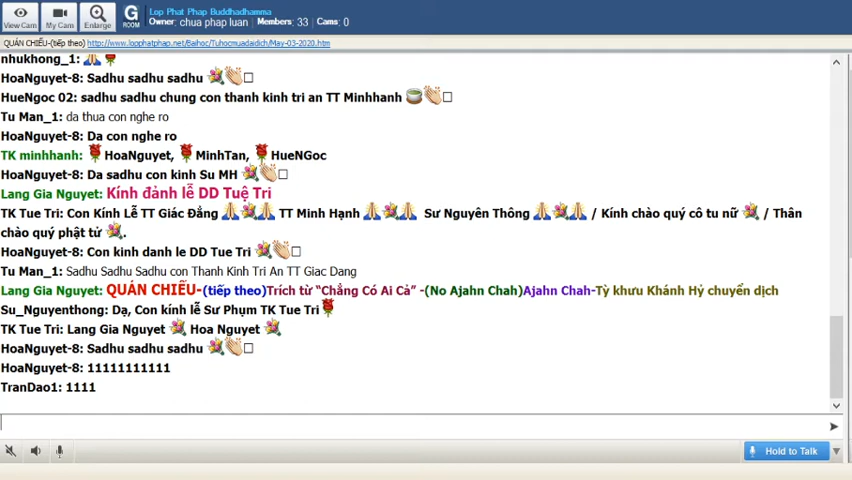 Lop Phat Phap Buddhadhamma
Owner: chua phap luan Members: 33 Cams: 0
View Cam
My Cam
Enlarge
G
ROOM
QUÁN CHIẾU-(tiếp theo) http://www.lopphatphap.net/Baihoc/Tuhocmuadaidich/May-03-2020.htm
nhukhong_1:
HoaNguyet-8: Sadhu sadhu sadhu
HueNgoc 02: sadhu sadhu chung con thanh kinh tri an TT Minhhanh
Tu Man_1: da thua con nghe ro
HoaNguyet-8: Da con nghe ro
TK minhhanh: HoaNguyet, MinhTan, HueNGoc
HoaNguyet-8: Da sadhu con kinh Su MH
Lang Gia Nguyet: Kính đảnh lễ DD Tuệ Tri
TK Tue Tri: Con Kính Lễ TT Giác Đẳng TT Minh Hạnh Sư Nguyên Thông / Kính chào quý cô tu nữ / Thân
chào quý phật tử .
HoaNguyet-8: Con kinh danh le DD Tue Tri
Tu Man_1: Sadhu Sadhu Sadhu con Thanh Kinh Tri An TT Giac Dang
Lang Gia Nguyet: QUÁN CHIẾU-(tiếp theo)Trích từ “Chẳng Có Ai Cả” -(No Ajahn Chah)Ajahn Chah-Tỳ khưu Khánh Hỷ chuyển dịch
Su_Nguyenthong: Dạ, Con kính lễ Sư Phụm TK Tue Tri
TK Tue Tri: Lang Gia Nguyet Hoa Nguyet
HoaNguyet-8: Sadhu sadhu sadhu
HoaNguyet-8: 11111111111
TranDao1: 1111
Hold to Talk